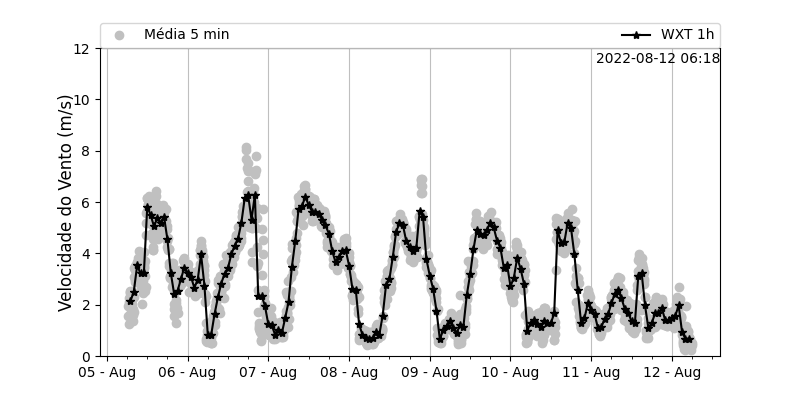 Média 5 min
WXT 1h
2022-08-12 06:18
Velocidade do Vento (m/s)
12
10
8
6
4
2
0
05 - Aug
06 - Aug
07 - Aug
08 - Aug
09 - Aug
10 - Aug
11 - Aug
12 - Aug